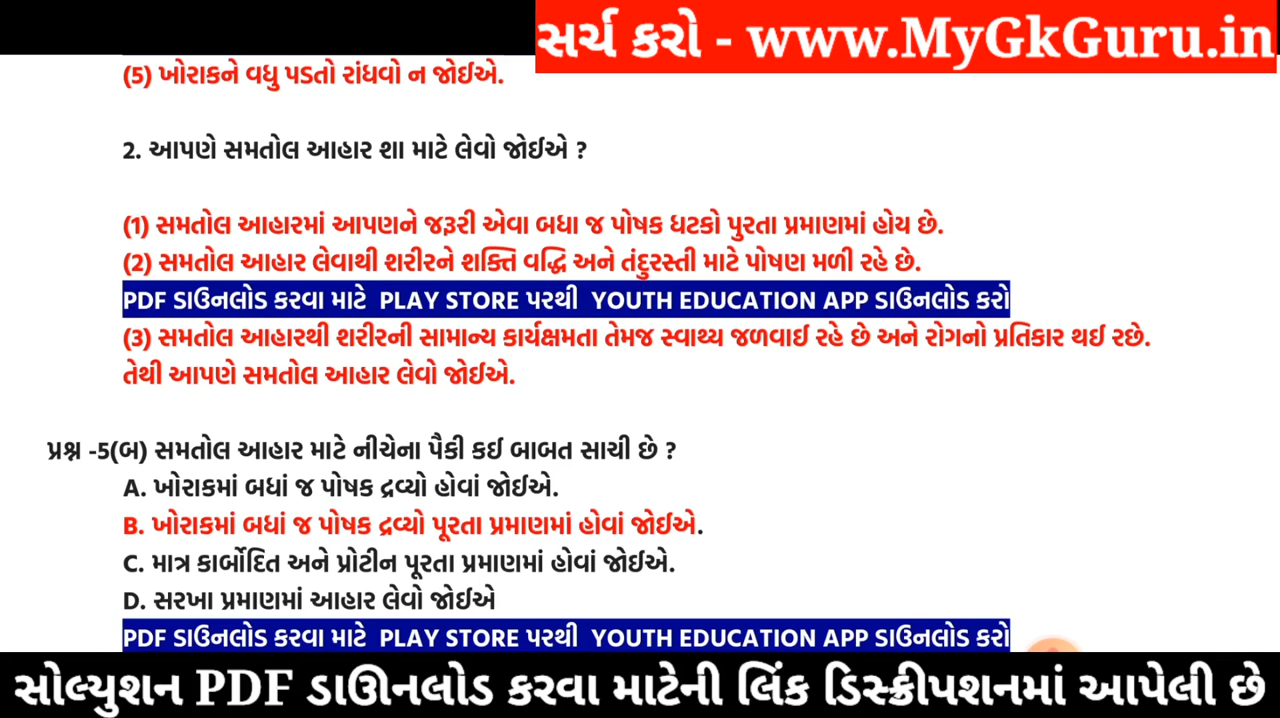 સર્ચ કરો - www.MyGkGuru.in
(5) ખોરાકને વધુ પડતો રાંધવો ન જોઈએ.
2. આપણે સમતોલ આહાર શા માટે લેવો જોઈએ ?
(1) સમતોલ આહારમાં આપણને જરૂરી એવા બધા જ પોષક ધટકો પુરતા પ્રમાણમાં હોય છે.
(2) સમતોલ આહાર લેવાથી શરીરને શક્તિ વદ્ધિ અને તંદુરસ્તી માટે પોષણ મળી રહે છે.
PDF ડાઉનલોડ કરવા માટે PLAY STORE પરથી YOUTH EDUCATION APP ડાઉનલોડ કરો
(3) સમતોલ આહારથી શરીરની સામાન્ય કાર્યક્ષમતા તેમજ સ્વાથ્ય જળવાઈ રહે છે અને રોગનો પ્રતિકાર થઈ રછે.
તેથી આપણે સમતોલ આહાર લેવો જોઈએ.
પ્રશ્ન -5(બ) સમતોલ આહાર માટે નીચેના પૈકી કઈ બાબત સાચી છે ?
A. ખોરાકમાં બધાં જ પોષક દ્રવ્યો હોવાં જોઈએ.
B. ખોરાકમાં બધાં જ પોષક દ્રવ્યો પૂરતા પ્રમાણમાં હોવાં જોઈએ.
C. માત્ર કાર્બોદિત અને પ્રોટીન પૂરતા પ્રમાણમાં હોવાં જોઈએ.
D. સરખા પ્રમાણમાં આહાર લેવો જોઈએ
PDF ડાઉનલોડ કરવા માટે PLAY STORE પરથી YOUTH EDUCATION APP ડાઉનલોડ કરો
સોલ્યુશન PDF ડાઊનલોડ કરવા માટેની લિંક ડિસ્ક્રીપશનમાં આપેલી છે